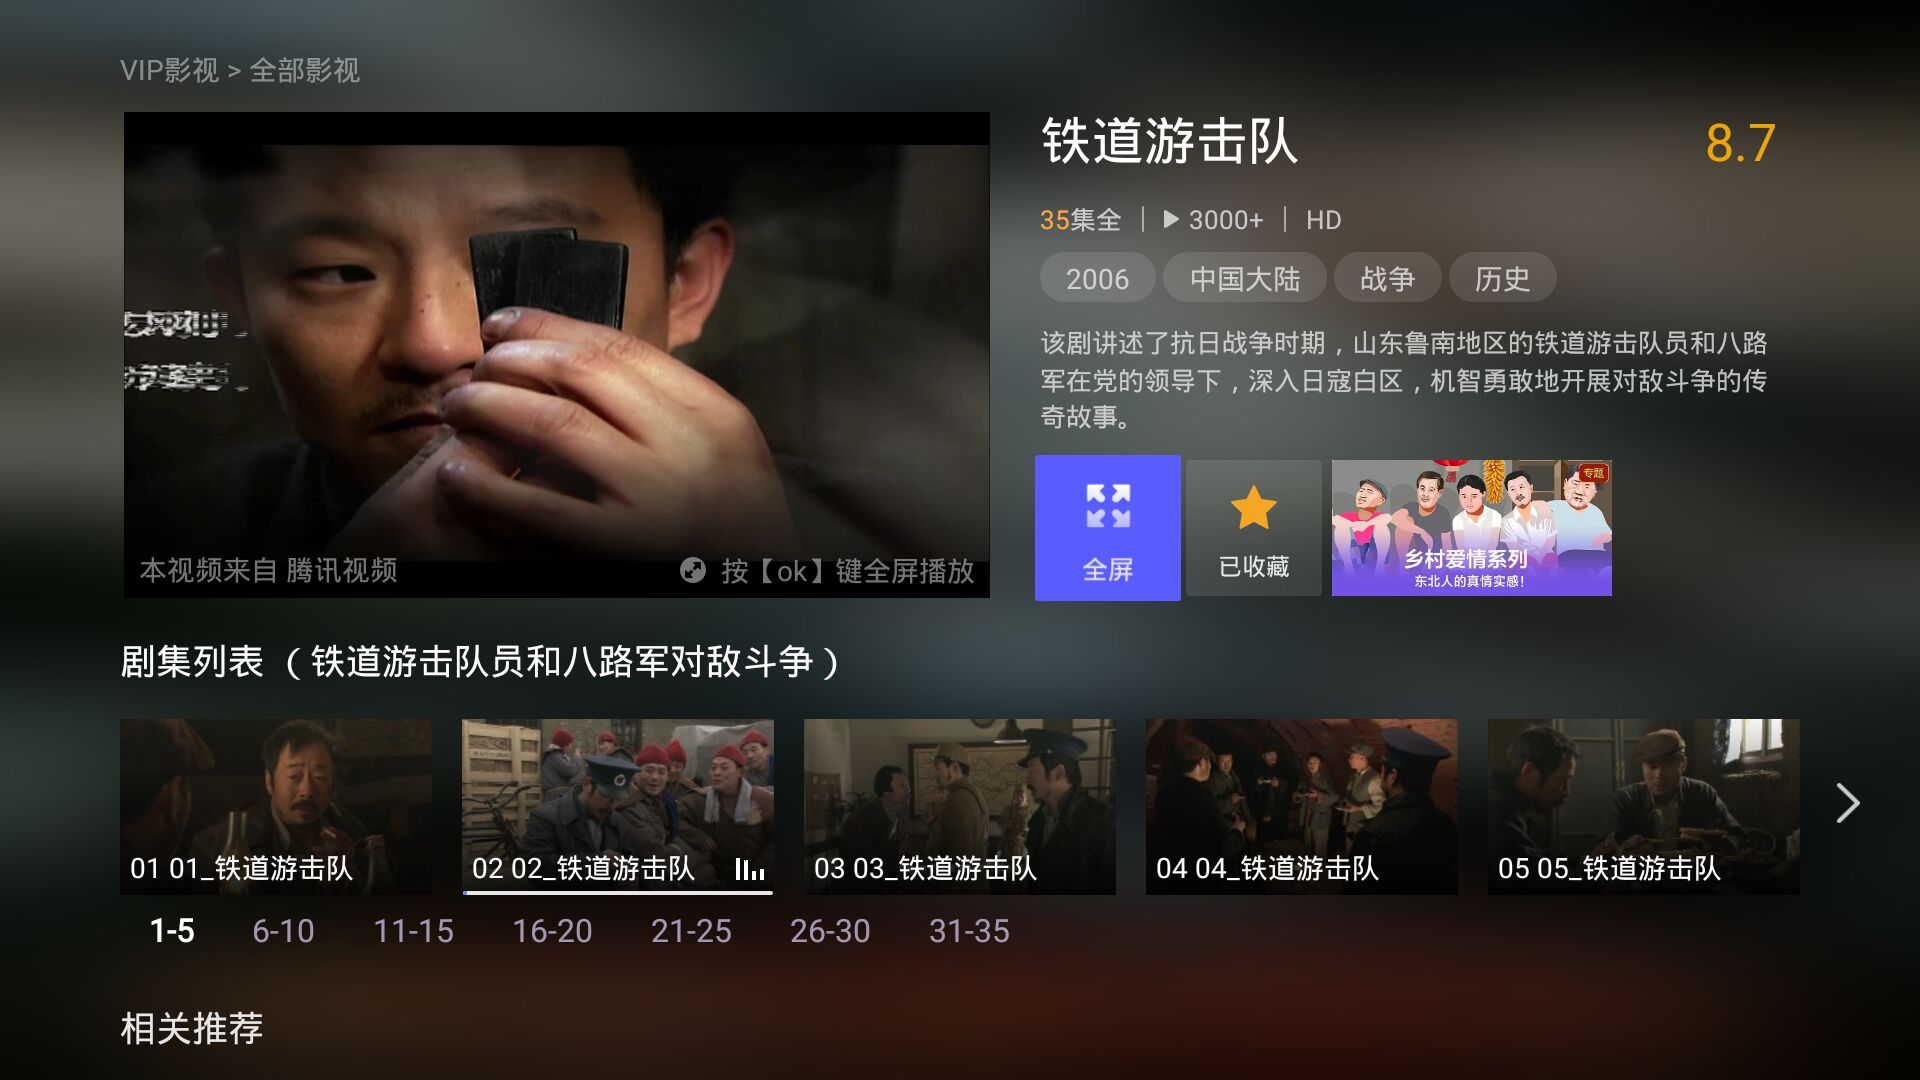 VIP影视 > 全部影视
铁道游击队
8.7
35集全 | ▶ 3000+ | HD
2006 中国大陆 战争 历史
该剧讲述了抗日战争时期，山东鲁南地区的铁道游击队员和八路
军在党的领导下，深入日寇白区，机智勇敢地开展对敌斗争的传
奇故事。
本视频来自 腾讯视频
按【ok】键全屏播放
全屏
已收藏
专题
乡村爱情系列
东北人的真情实感！
剧集列表 （铁道游击队员和八路军对敌斗争）
01 01_铁道游击队
02 02_铁道游击队
03 03_铁道游击队
04 04_铁道游击队
05 05_铁道游击队
1-5 6-10 11-15 16-20 21-25 26-30 31-35
相关推荐